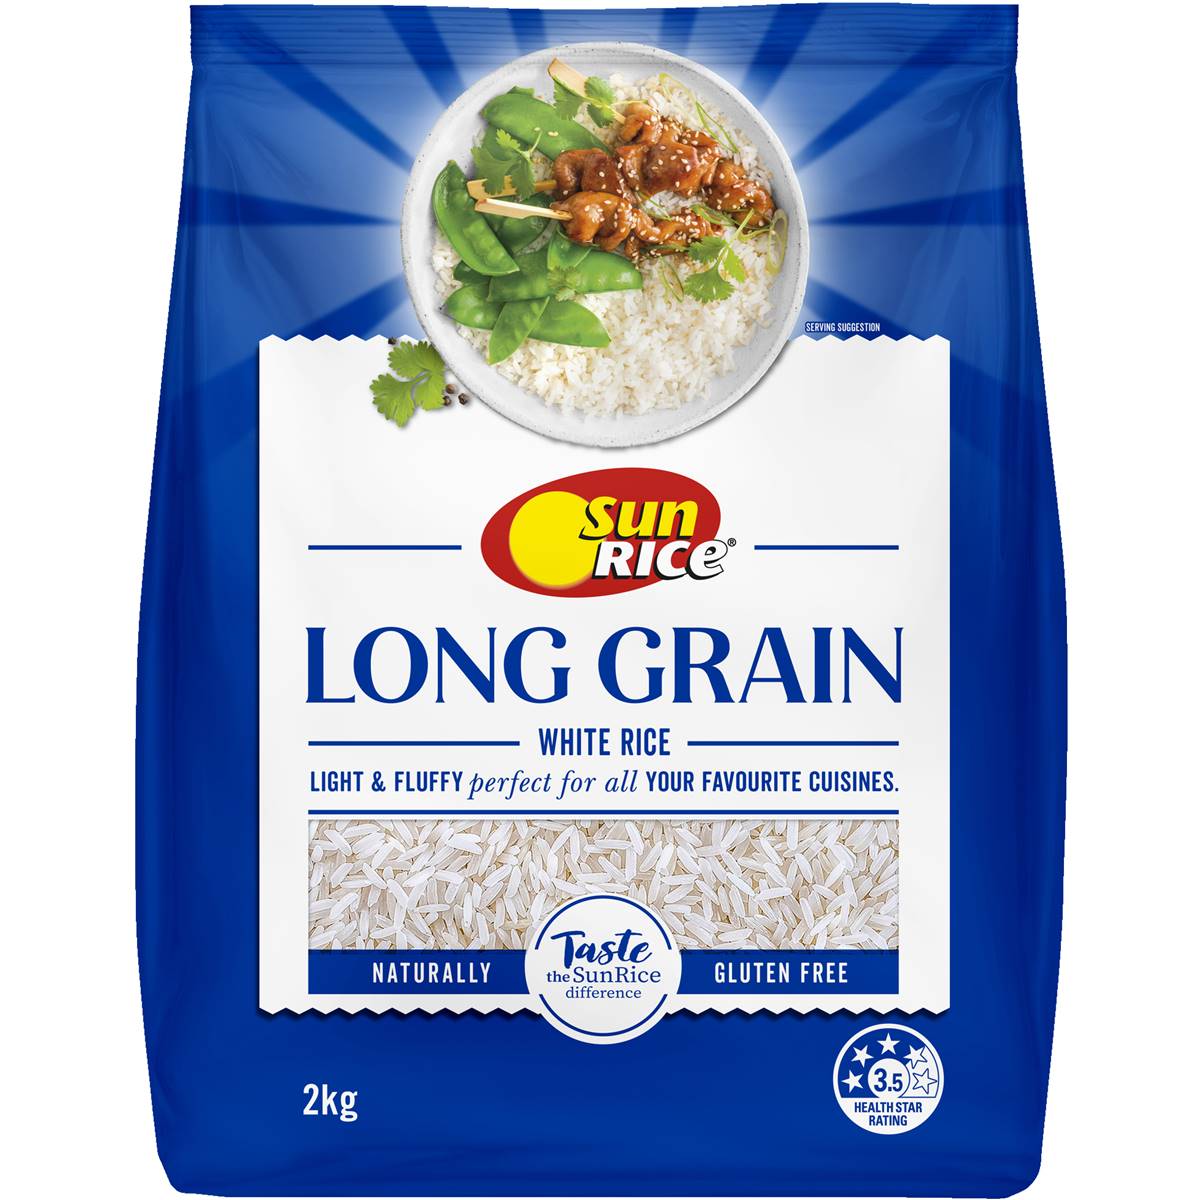 SERVING SUGGESTION
Sun
RICE®
LONG GRAIN
WHITE RICE
LIGHT & FLUFFY perfect for all YOUR FAVOURITE CUISINES.
NATURALLY
Taste
the SunRice
difference
GLUTEN FREE
2kg
3.5
HEALTH STAR
RATING